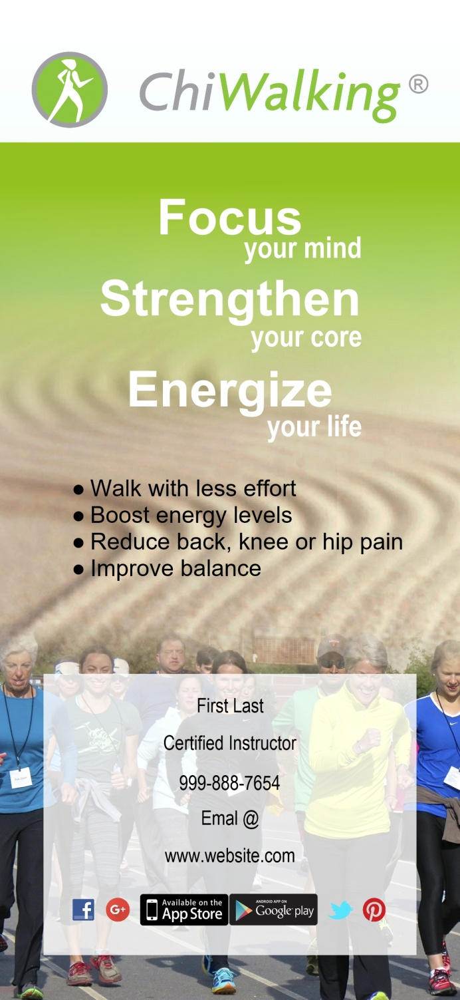 ChiWalking®
Focus
your mind
Strengthen
your core
Energize
your life
● Walk with less effort
● Boost energy levels
● Reduce back, knee or hip pain
● Improve balance
First Last
Certified Instructor
999-888-7654
Emal @
www.website.com
f
G+
Available on the
App Store
ANDROID APP ON
Google play